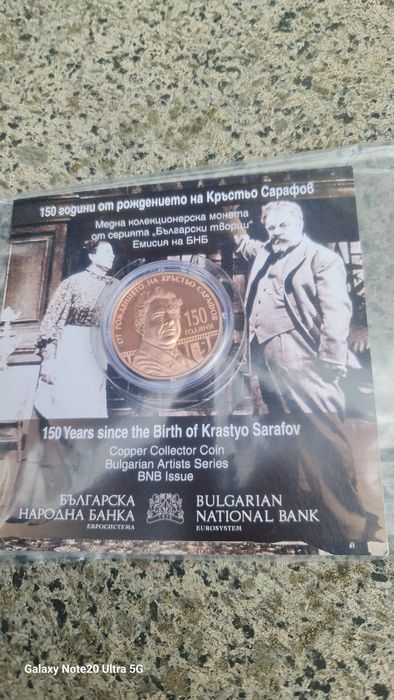 150 години от рождението на Кръстьо Сарафов
Медна колекционерска монета
от серията „Български творци“
Емисия на БНБ
ОТ РОЖДЕНИЕТО НА КРЪСТЬО САРАФОВ
150
ГОДИНИ
150 Years since the Birth of Krastyo Sarafov
Copper Collector Coin
Bulgarian Artists Series
BNB Issue
БЪЛГАРСКА
НАРОДНА БАНКА
ЕВРОСИСТЕМА
BULGARIAN
NATIONAL BANK
EUROSYSTEM
Galaxy Note20 Ultra 5G